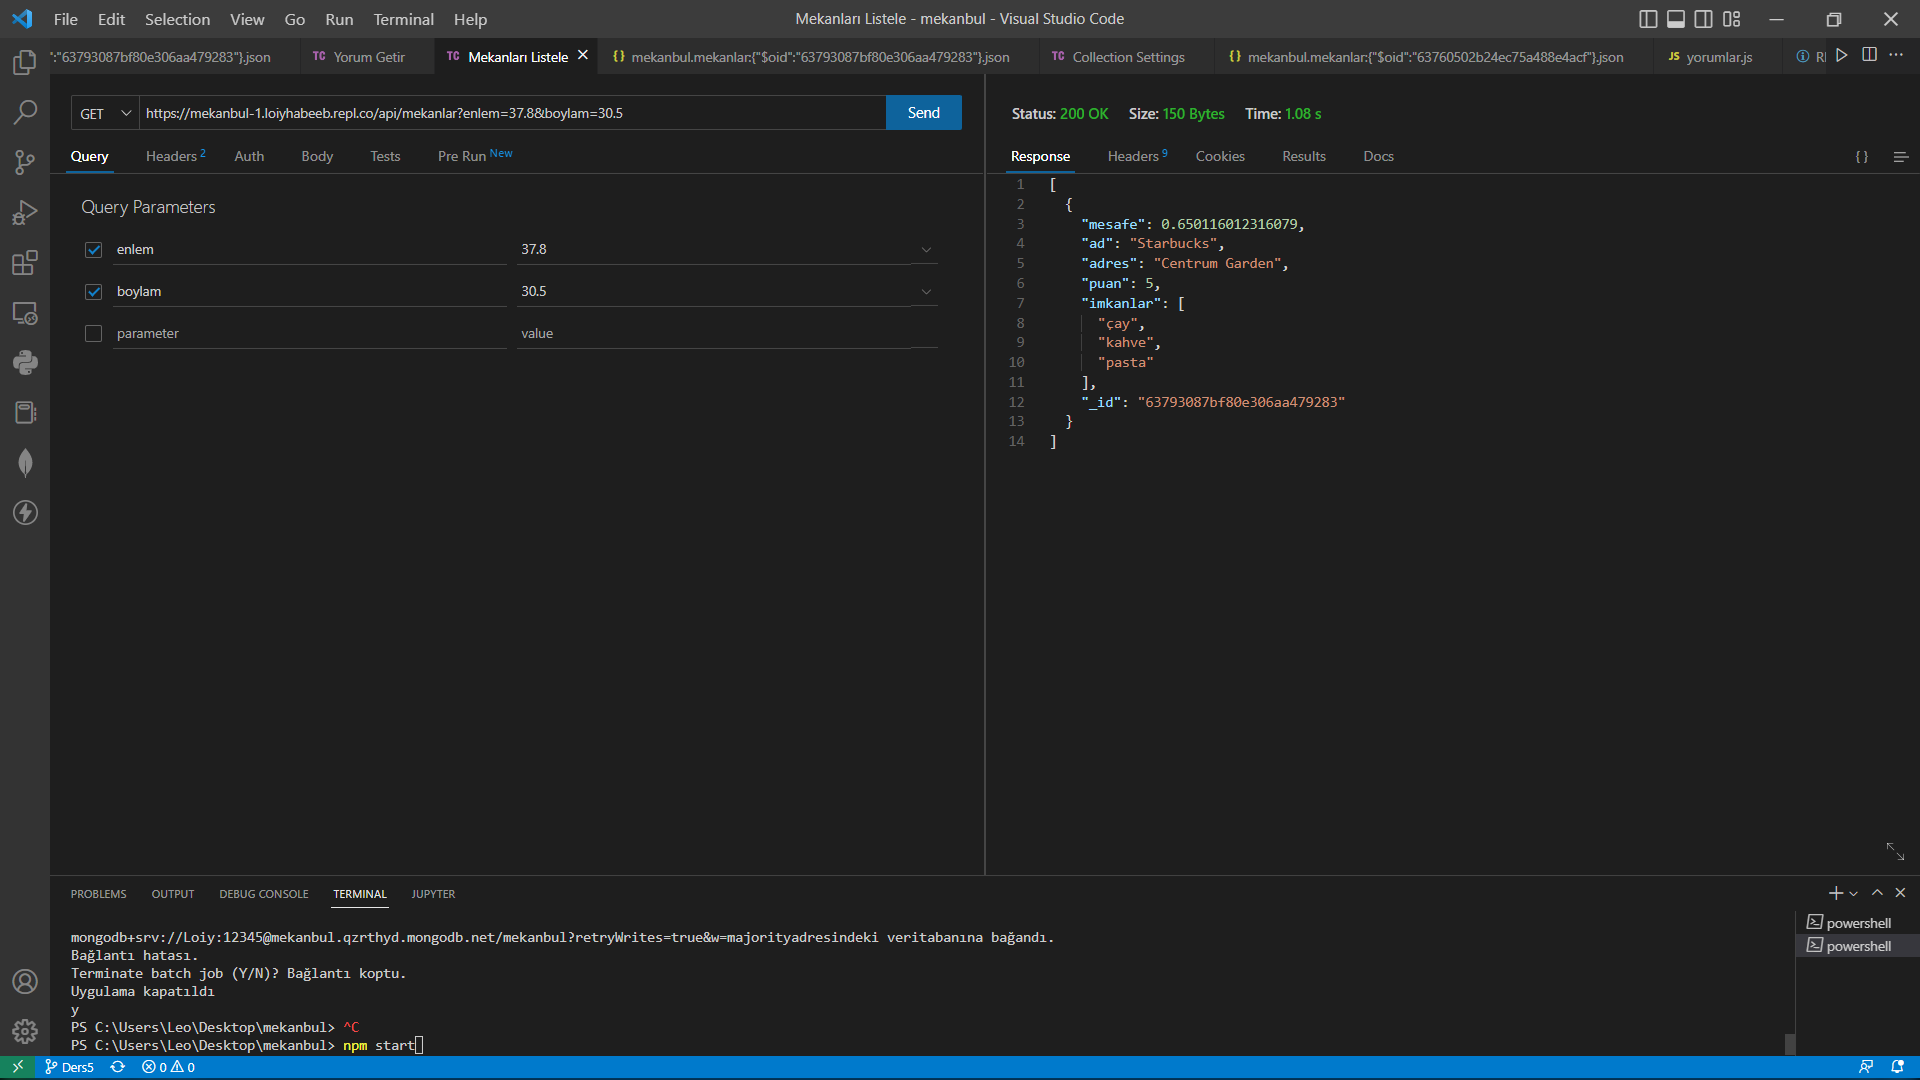 File Edit Selection View Go Run Terminal Help
Mekanları Listele - mekanbul - Visual Studio Code
":"63793087bf80e306aa479283"}.json
TC Yorum Getir
TC Mekanları Listele
{} mekanbul.mekanlar:{"$oid":"63793087bf80e306aa479283"}.json
TC Collection Settings
{} mekanbul.mekanlar:{"$oid":"63760502b24ec75a488e4acf"}.json
JS yorumlar.js
GET https://mekanbul-1.loiyhabeeb.repl.co/api/mekanlar?enlem=37.8&boylam=30.5 Send
Query Headers 2 Auth Body Tests Pre Run New
Query Parameters
enlem 37.8
boylam 30.5
parameter value
Status: 200 OK Size: 150 Bytes Time: 1.08 s
Response Headers 9 Cookies Results Docs {}
1 [
2 {
3 "mesafe": 0.650116012316079,
4 "ad": "Starbucks",
5 "adres": "Centrum Garden",
6 "puan": 5,
7 "imkanlar": [
8 "çay",
9 "kahve",
10 "pasta"
11 ],
12 "_id": "63793087bf80e306aa479283"
13 }
14 ]
PROBLEMS OUTPUT DEBUG CONSOLE TERMINAL JUPYTER
mongodb+srv://Loiy:12345@mekanbul.qzrthyd.mongodb.net/mekanbul?retryWrites=true&w=majorityadresindeki veritabanına bağandı.
Bağlantı hatası.
Terminate batch job (Y/N)? Bağlantı koptu.
Uygulama kapatıldı
y
PS C:\Users\Leo\Desktop\mekanbul> ^C
PS C:\Users\Leo\Desktop\mekanbul> npm start
powershell
powershell
Ders5 0 0